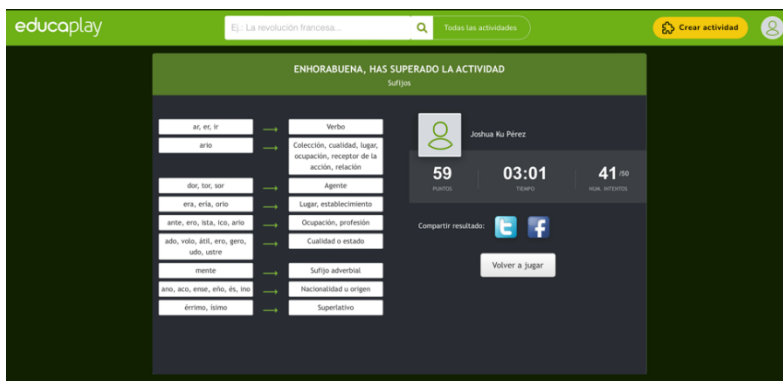 educaplay
Ej.: La revolución francesa...
Todas las actividades
Crear actividad
ENHORABUENA, HAS SUPERADO LA ACTIVIDAD
Sufijos
ar, er, ir
Verbo
ario
Colección, cualidad, lugar,
ocupación, receptor de la
acción, relación
dor, tor, sor
Agente
era, ería, orio
Lugar, establecimiento
ante, ero, ista, ico, ario
Ocupación, profesión
ado, volo, átil, ero, gero,
udo, ustre
Cualidad o estado
mente
Sufijo adverbial
ano, aco, ense, eño, és, ino
Nacionalidad u origen
érrimo, ísimo
Superlativo
Joshua Ku Pérez
59
PUNTOS
03:01
TIEMPO
41 /50
NUM. INTENTOS
Compartir resultado:
Volver a jugar